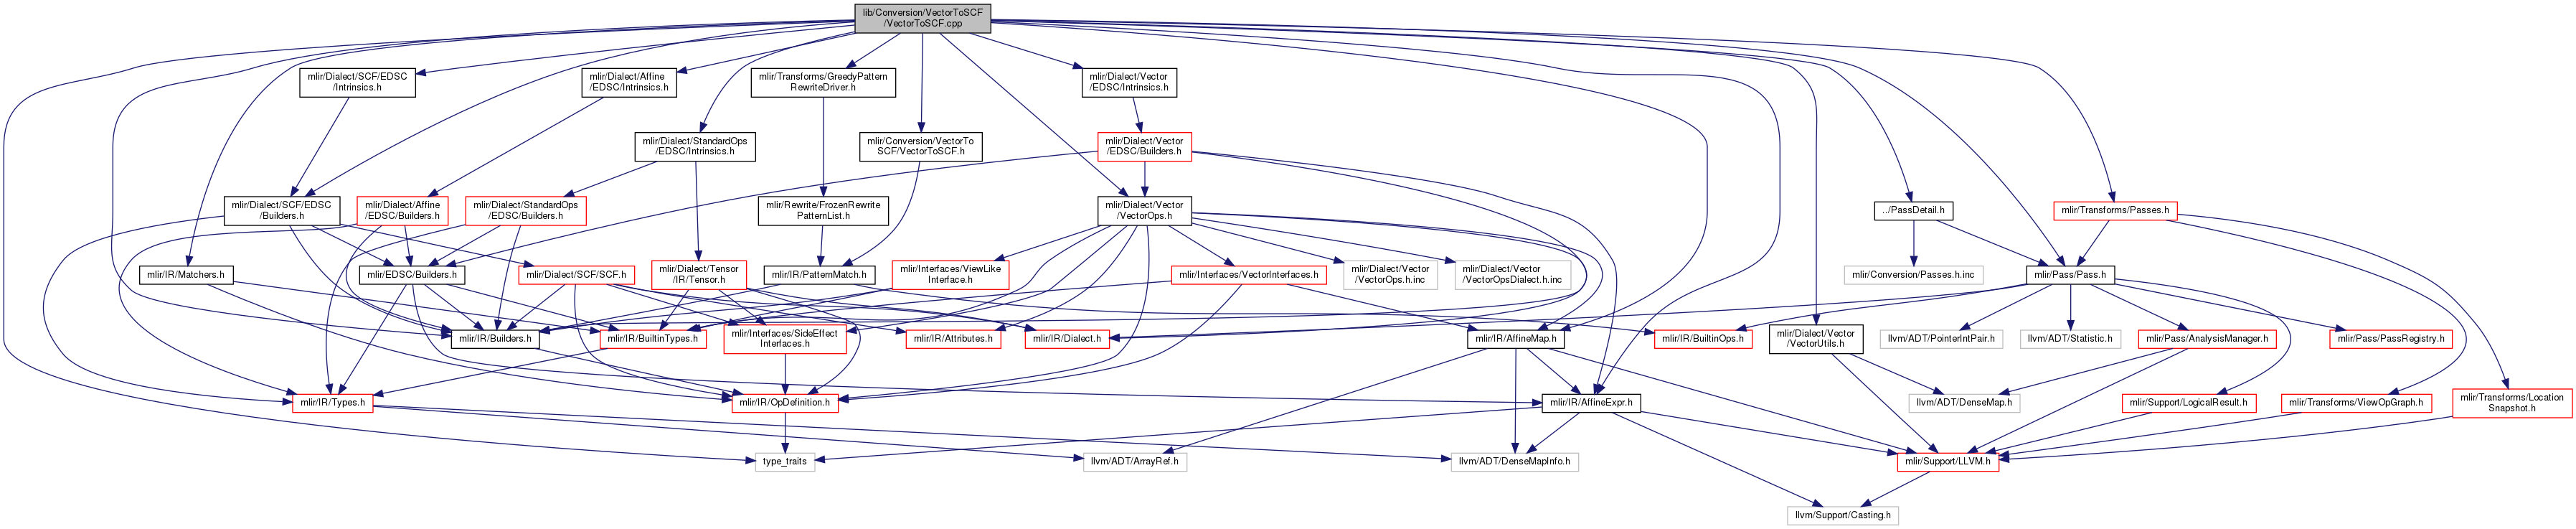 lib/Conversion/VectorToSCF
/VectorToSCF.cpp
mlir/Dialect/SCF/EDSC
/Intrinsics.h
mlir/Dialect/Affine
/EDSC/Intrinsics.h
mlir/Transforms/GreedyPattern
RewriteDriver.h
mlir/Dialect/Vector
/EDSC/Intrinsics.h
mlir/Dialect/StandardOps
/EDSC/Intrinsics.h
mlir/Conversion/VectorTo
SCF/VectorToSCF.h
mlir/Dialect/Vector
/EDSC/Builders.h
mlir/Dialect/SCF/EDSC
/Builders.h
mlir/Dialect/Affine
/EDSC/Builders.h
mlir/Dialect/StandardOps
/EDSC/Builders.h
mlir/Rewrite/FrozenRewrite
PatternList.h
mlir/Dialect/Vector
/VectorOps.h
../PassDetail.h
mlir/Transforms/Passes.h
mlir/IR/Matchers.h
mlir/EDSC/Builders.h
mlir/Dialect/SCF/SCF.h
mlir/Dialect/Tensor
/IR/Tensor.h
mlir/IR/PatternMatch.h
mlir/Interfaces/ViewLike
Interface.h
mlir/Interfaces/VectorInterfaces.h
mlir/Dialect/Vector
/VectorOps.h.inc
mlir/Dialect/Vector
/VectorOpsDialect.h.inc
mlir/Conversion/Passes.h.inc
mlir/Pass/Pass.h
mlir/IR/Builders.h
mlir/IR/BuiltinTypes.h
mlir/Interfaces/SideEffect
Interfaces.h
mlir/IR/Attributes.h
mlir/IR/Dialect.h
mlir/IR/AffineMap.h
mlir/IR/BuiltinOps.h
mlir/Dialect/Vector
/VectorUtils.h
llvm/ADT/PointerIntPair.h
llvm/ADT/Statistic.h
mlir/Pass/AnalysisManager.h
mlir/Pass/PassRegistry.h
mlir/IR/Types.h
mlir/IR/OpDefinition.h
mlir/IR/AffineExpr.h
llvm/ADT/DenseMap.h
mlir/Support/LogicalResult.h
mlir/Transforms/ViewOpGraph.h
mlir/Transforms/Location
Snapshot.h
type_traits
llvm/ADT/ArrayRef.h
llvm/ADT/DenseMapInfo.h
mlir/Support/LLVM.h
llvm/Support/Casting.h